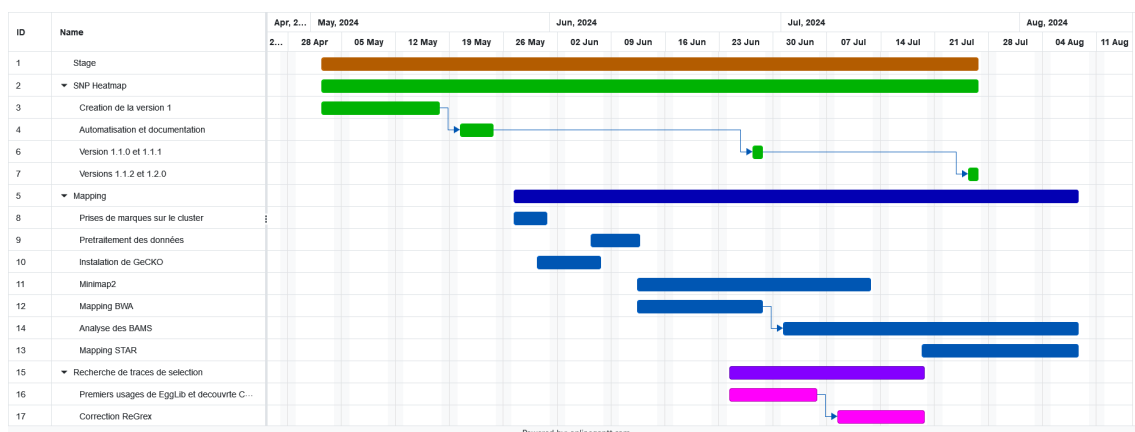 ID Name Apr, 2... May, 2024 Jun, 2024 Jul, 2024 Aug, 2024
2... 28 Apr 05 May 12 May 19 May 26 May 02 Jun 09 Jun 16 Jun 23 Jun 30 Jun 07 Jul 14 Jul 21 Jul 28 Jul 04 Aug 11 Aug
1 Stage
2 SNP Heatmap
3 Creation de la version 1
4 Automatisation et documentation
6 Version 1.1.0 et 1.1.1
7 Versions 1.1.2 et 1.2.0
5 Mapping
8 Prises de marques sur le cluster
9 Pretraitement des données
10 Instalation de GeCKO
11 Minimap2
12 Mapping BWA
14 Analyse des BAMS
13 Mapping STAR
15 Recherche de traces de selection
16 Premiers usages de EggLib et decouvrte C...
17 Correction ReGrex